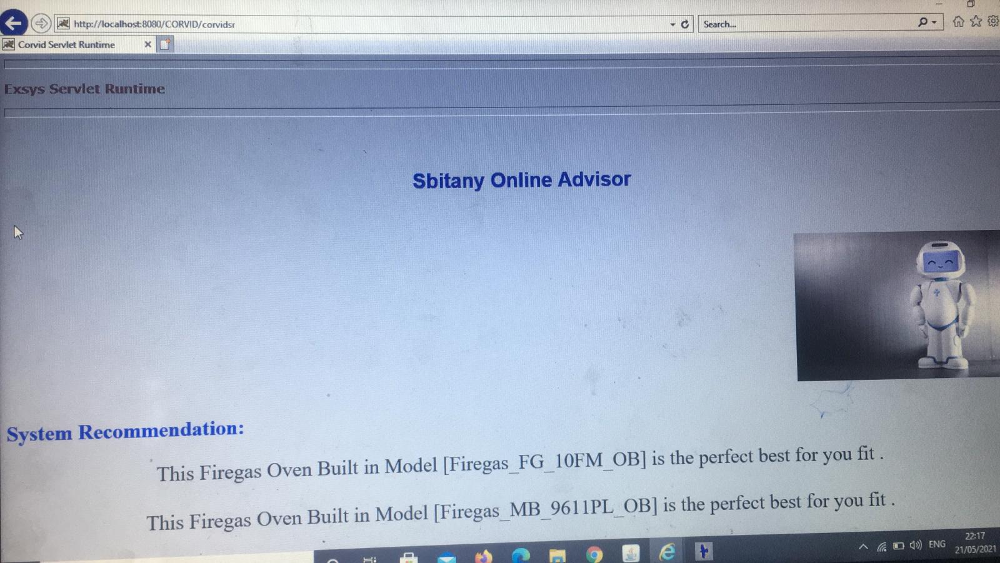 http://localhost:8080/CORVID/corvidsr
Search...
Corvid Servlet Runtime
Exsys Servlet Runtime
Sbitany Online Advisor
System Recommendation:
This Firegas Oven Built in Model [Firegas_FG_10FM_OB] is the perfect best for you fit .
This Firegas Oven Built in Model [Firegas_MB_9611PL_OB] is the perfect best for you fit .
ENG
22:17
21/05/2021